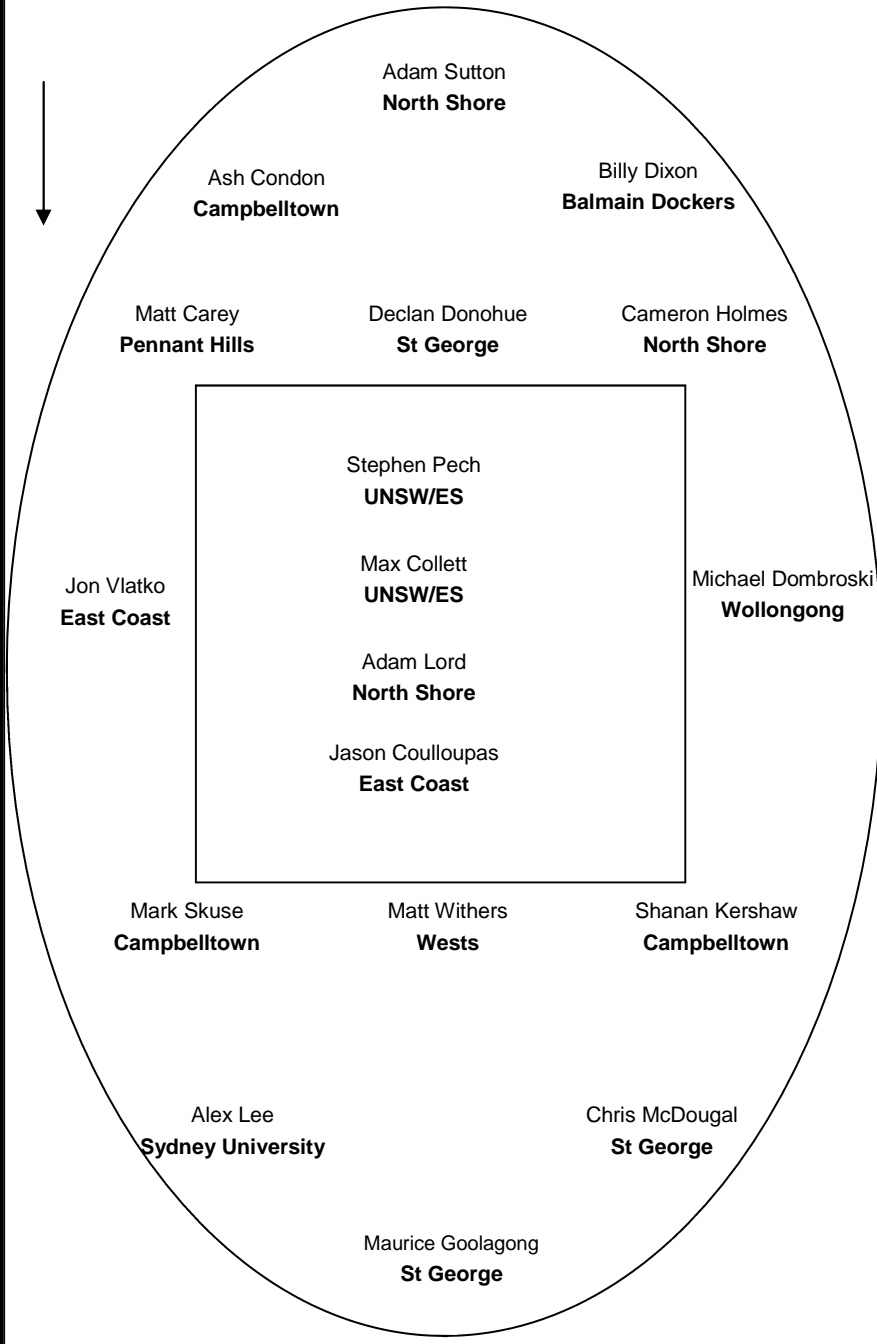 Adam Sutton
North Shore
Ash Condon
Campbelltown
Billy Dixon
Balmain Dockers
Matt Carey
Pennant Hills
Declan Donohue
St George
Cameron Holmes
North Shore
Stephen Pech
UNSW/ES
Max Collett
UNSW/ES
Jon Vlatko
East Coast
Michael Dombroski
Wollongong
Adam Lord
North Shore
Jason Coulloupas
East Coast
Mark Skuse
Campbelltown
Matt Withers
Wests
Shanan Kershaw
Campbelltown
Alex Lee
Sydney University
Chris McDougal
St George
Maurice Goolagong
St George